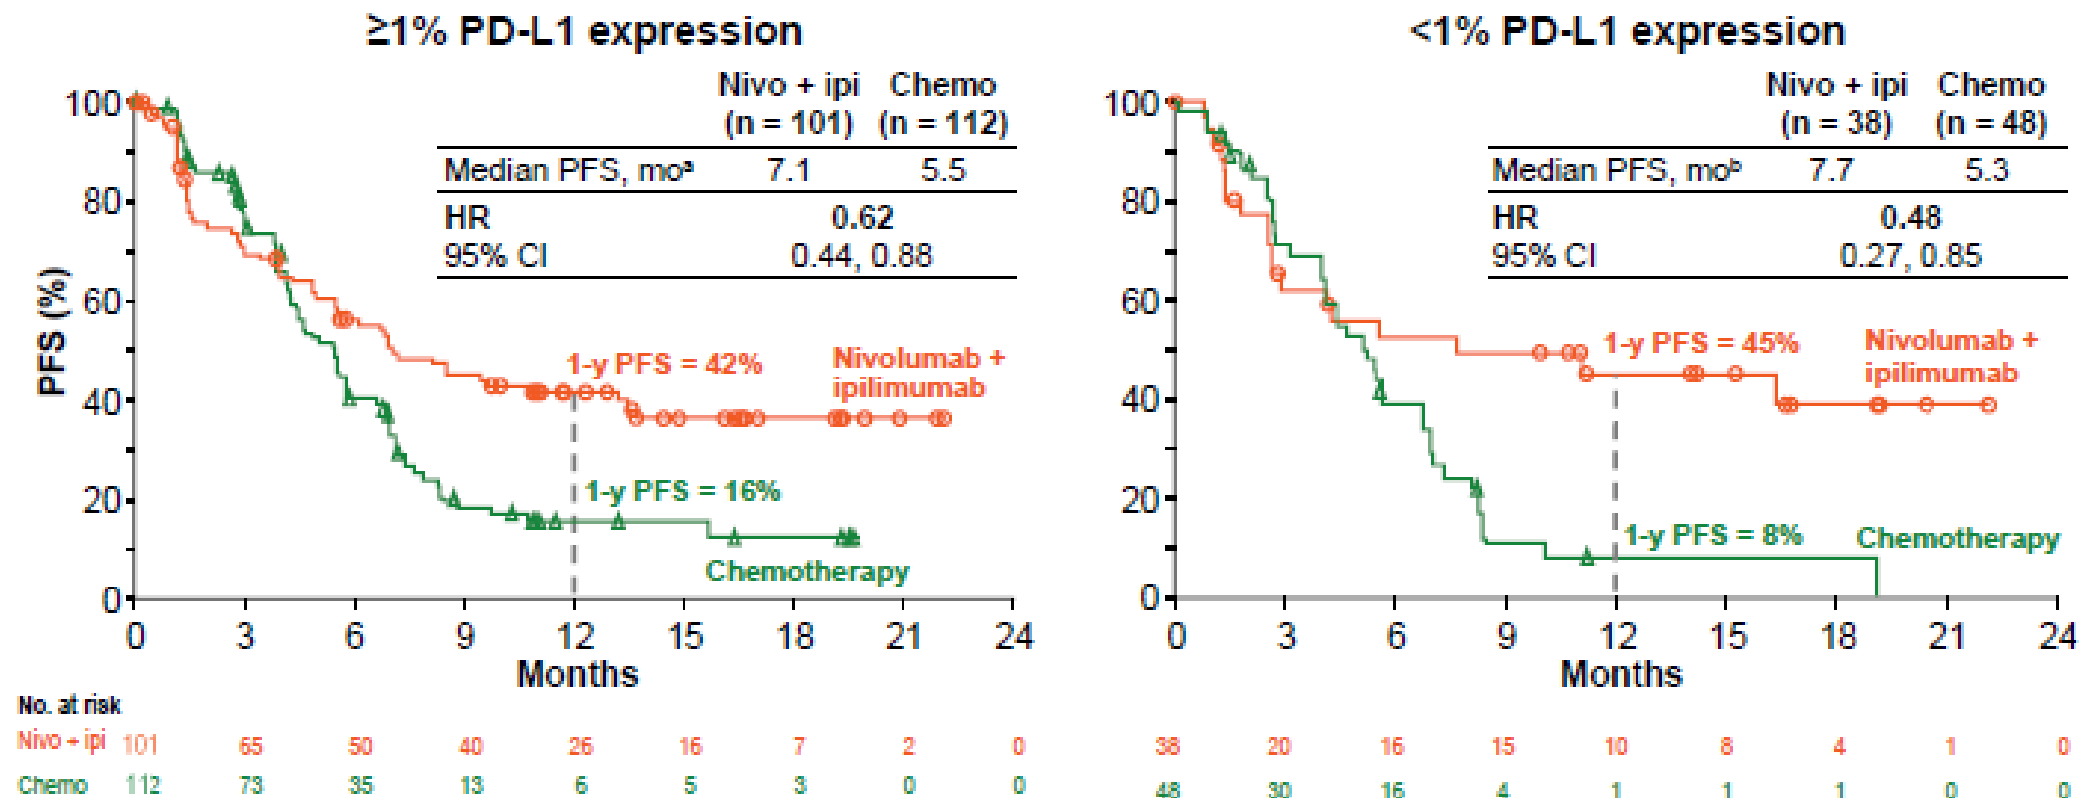 ≥1% PD-L1 expression
Nivo + ipi Chemo
(n = 101) (n = 112)
Median PFS, moᵃ 7.1 5.5
HR 0.62
95% CI 0.44, 0.88
PFS (%)
100
80
60
40
20
0
1-y PFS = 42%
Nivolumab +
ipilimumab
1-y PFS = 16%
Chemotherapy
0 3 6 9 12 15 18 21 24
Months
<1% PD-L1 expression
Nivo + ipi Chemo
(n = 38) (n = 48)
Median PFS, moᵇ 7.7 5.3
HR 0.48
95% CI 0.27, 0.85
100
80
60
40
20
0
1-y PFS = 45%
Nivolumab +
ipilimumab
1-y PFS = 8%
Chemotherapy
0 3 6 9 12 15 18 21 24
Months
No. at risk
Nivo + ipi 101 65 50 40 26 16 7 2 0
Chemo 112 73 35 13 6 5 3 0 0
38 20 16 15 10 8 4 1 0
48 30 16 4 1 1 1 0 0